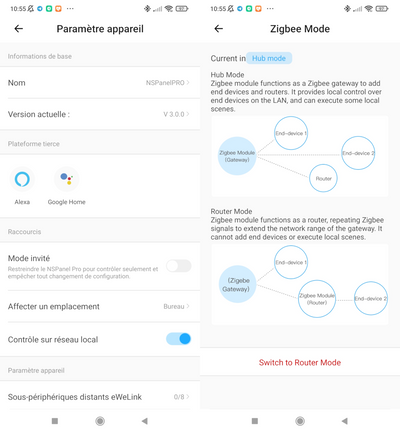 10:55
Paramètre appareil
Informations de base
Nom NSPanelPRO
Version actuelle : V 3.0.0
Plateforme tierce
Alexa Google Home
Raccourcis
Mode invité
Restreindre le NSPanel Pro pour contrôler seulement et
empêcher tout changement de configuration.
Affecter un emplacement Bureau
Contrôle sur réseau local
Paramètre appareil
Sous-périphériques distants eWeLink 0/8
10:55
Zigbee Mode
Current in Hub mode
Hub Mode
Zigbee module functions as a Zigbee gateway to add
end devices and routers. It provides local control over
end devices on the LAN, and can execute some local
scenes.
End-device 1
Zigbee Module
(Gateway)
End-device 2
Router
Router Mode
Zigbee module functions as a router, repeating Zigbee
signals to extend the network range of the gateway. It
cannot add end devices or execute local scenes.
End-device 1
(Zigebe
Gateway)
Zigbee Module
(Router)
End-device 2
Switch to Router Mode